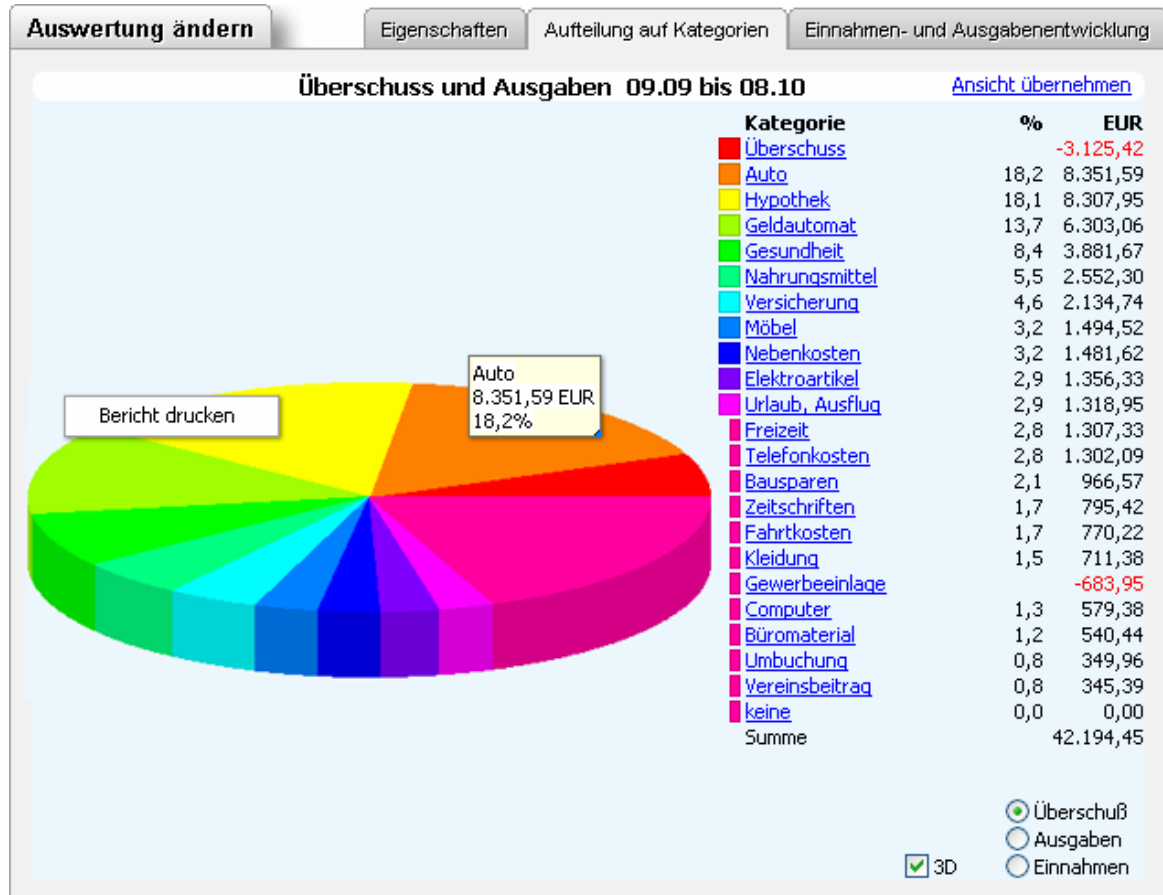 Auswertung ändern
Eigenschaften
Aufteilung auf Kategorien
Einnahmen- und Ausgabenentwicklung
Überschuss und Ausgaben 09.09 bis 08.10
Ansicht übernehmen
Kategorie % EUR
Überschuss -3.125,42
Auto 18,2 8.351,59
Hypothek 18,1 8.307,95
Geldautomat 13,7 6.303,06
Gesundheit 8,4 3.881,67
Nahrungsmittel 5,5 2.552,30
Versicherung 4,6 2.134,74
Möbel 3,2 1.494,52
Nebenkosten 3,2 1.481,62
Elektroartikel 2,9 1.356,33
Urlaub, Ausflug 2,9 1.318,95
Freizeit 2,8 1.307,33
Telefonkosten 2,8 1.302,09
Bausparen 2,1 966,57
Zeitschriften 1,7 795,42
Fahrtkosten 1,7 770,22
Kleidung 1,5 711,38
Gewerbeeinlage -683,95
Computer 1,3 579,38
Büromaterial 1,2 540,44
Umbuchung 0,8 349,96
Vereinsbeitrag 0,8 345,39
keine 0,0 0,00
Summe 42.194,45
Auto
8.351,59 EUR
18,2%
Bericht drucken
Überschuß
Ausgaben
3D
Einnahmen